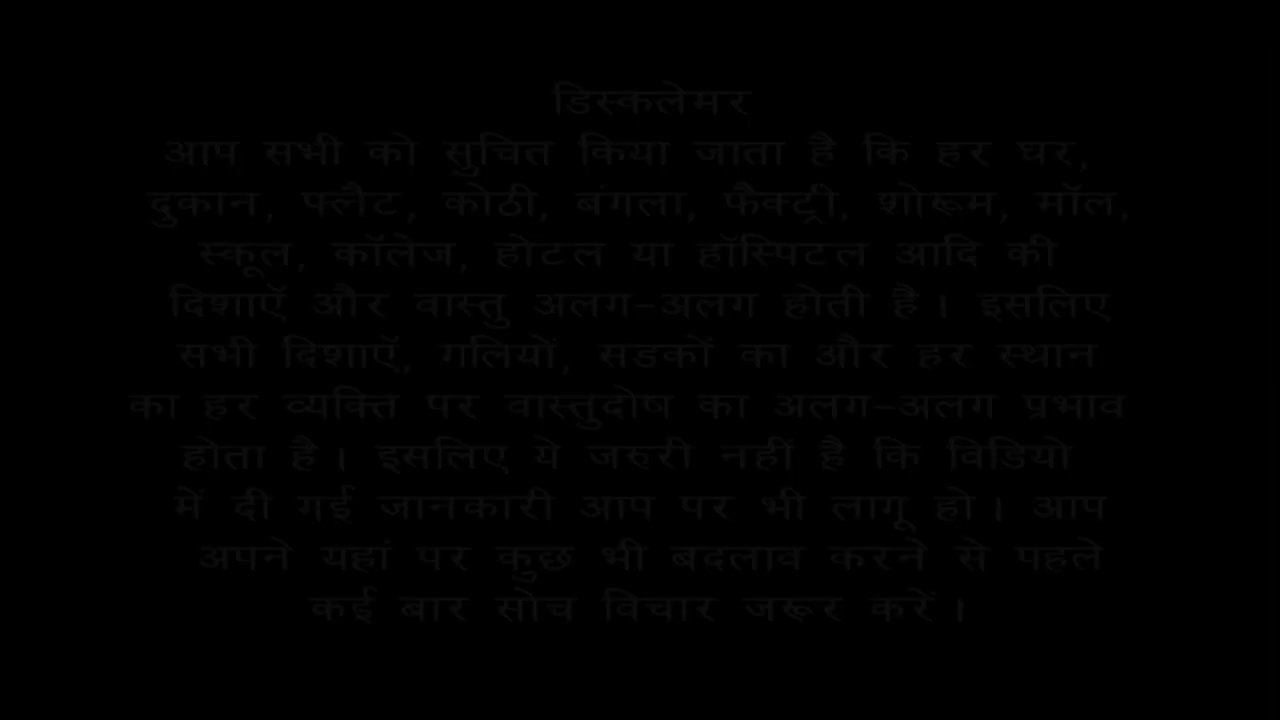 डिस्कलेमर
आप सभी को सुचित किया जाता है कि हर घर,
दुकान, फ्लैट, कोठी, बंगला, फैक्ट्री, शोरूम, मॉल,
स्कूल, कॉलेज, होटल या हॉस्पिटल आदि की
दिशाएॅ और वास्तु अलग–अलग होती है। इसलिए
सभी दिशाएॅ, गलियों, सडकों का और हर स्थान
का हर व्यक्ति पर वास्तुदोष का अलग–अलग प्रभाव
होता है। इसलिए ये जरुरी नहीं है कि विडियो
में दी गई जानकारी आप पर भी लागू हो। आप
अपने यहां पर कुछ भी बदलाव करने से पहले
कई बार सोच विचार जरूर करें।